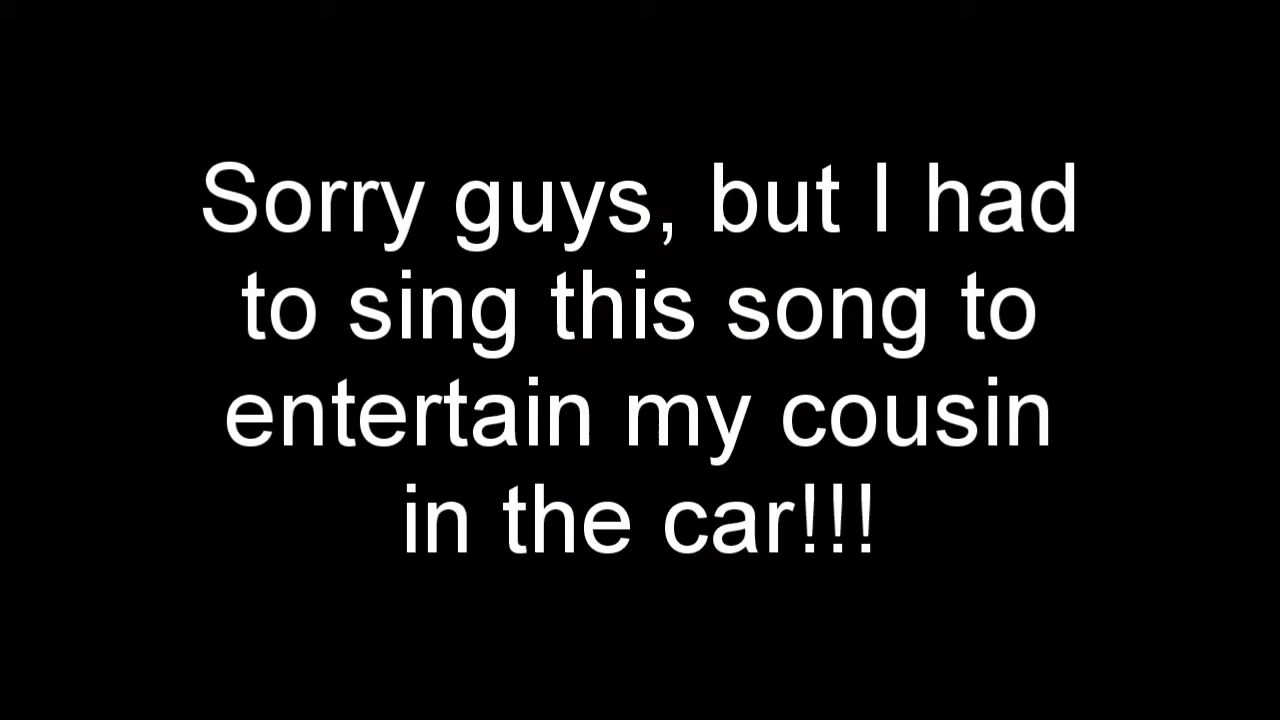 Sorry guys, but I had
to sing this song to
entertain my cousin
in the car!!!